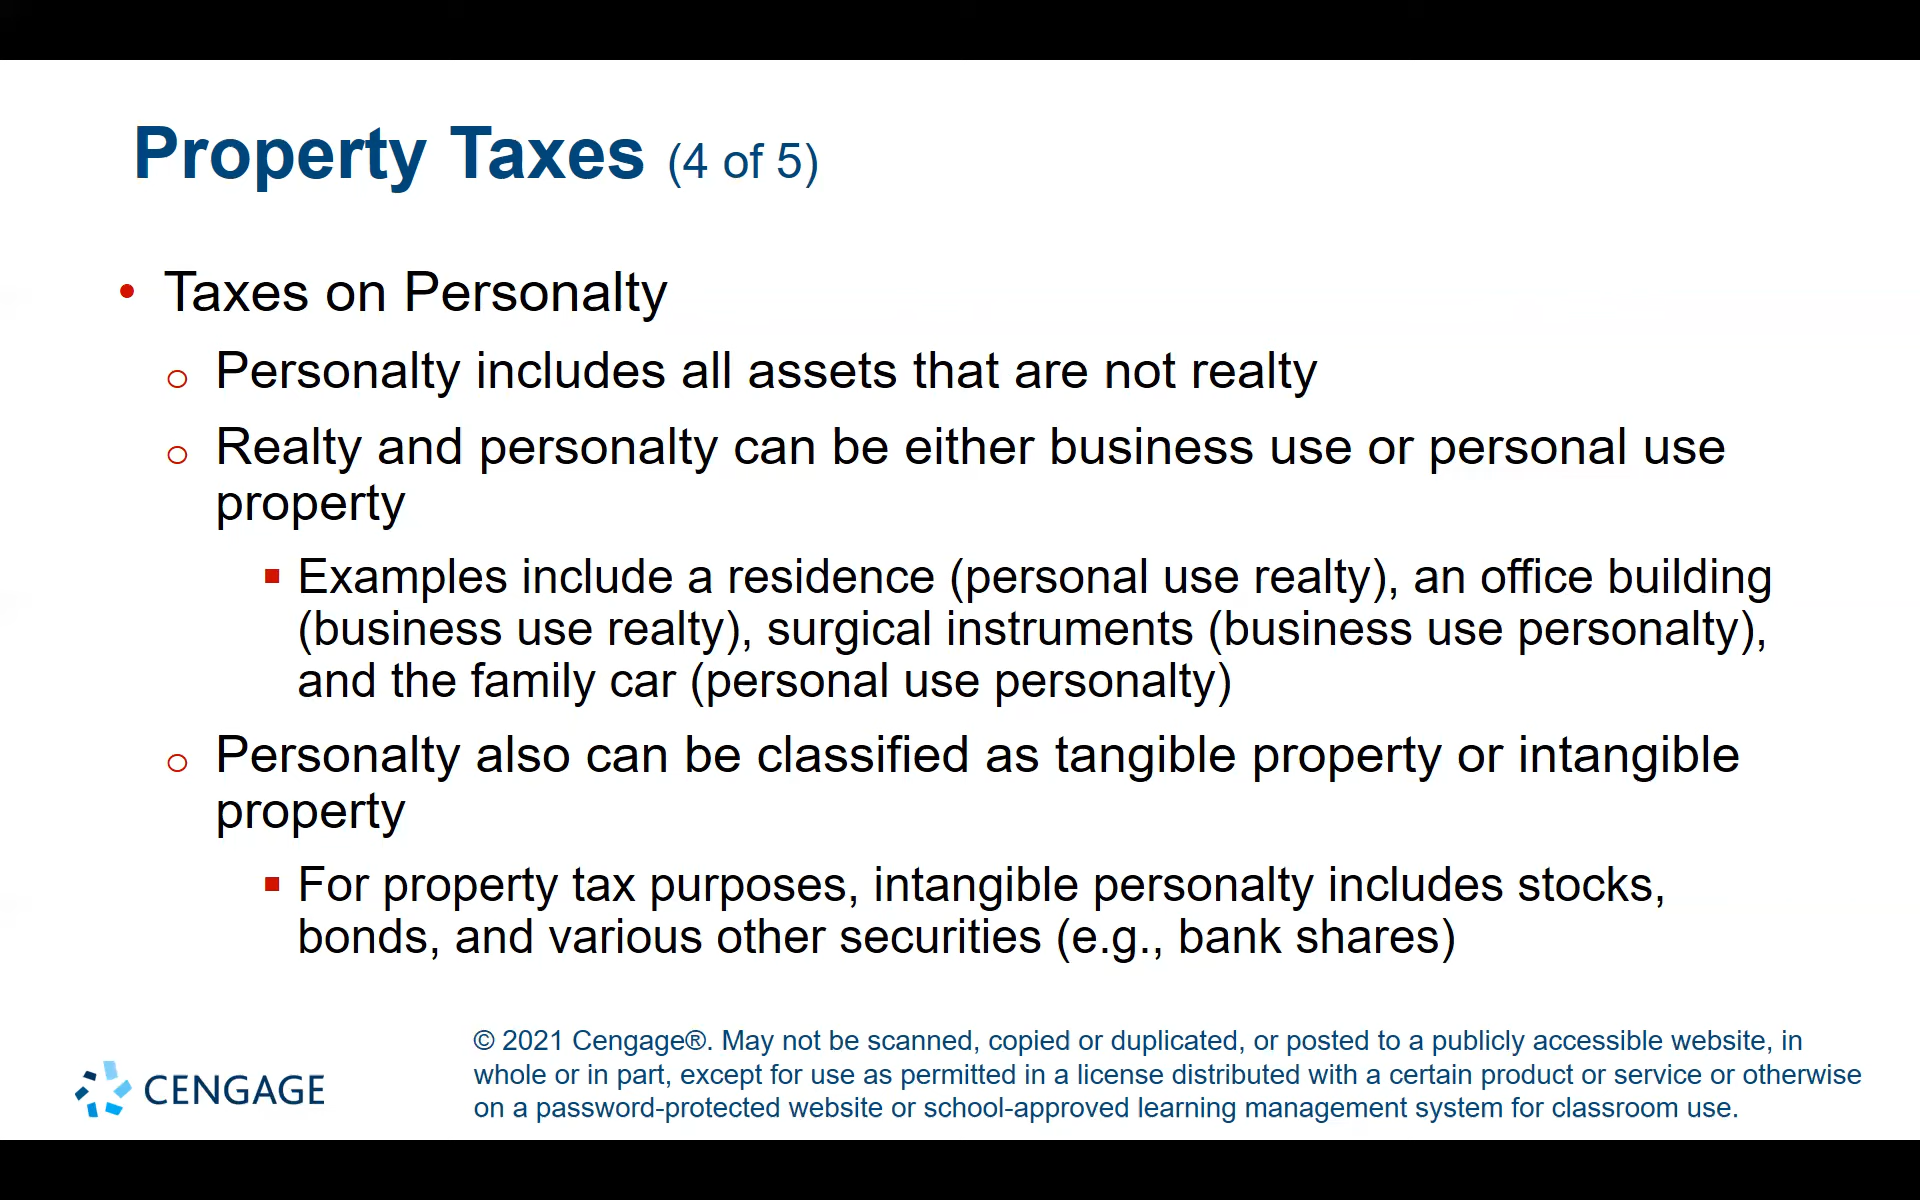 Property Taxes (4 of 5)
• Taxes on Personalty
o Personalty includes all assets that are not realty
o Realty and personalty can be either business use or personal use
property
▪ Examples include a residence (personal use realty), an office building
(business use realty), surgical instruments (business use personalty),
and the family car (personal use personalty)
o Personalty also can be classified as tangible property or intangible
property
▪ For property tax purposes, intangible personalty includes stocks,
bonds, and various other securities (e.g., bank shares)
© 2021 Cengage®. May not be scanned, copied or duplicated, or posted to a publicly accessible website, in
whole or in part, except for use as permitted in a license distributed with a certain product or service or otherwise
on a password-protected website or school-approved learning management system for classroom use.
CENGAGE